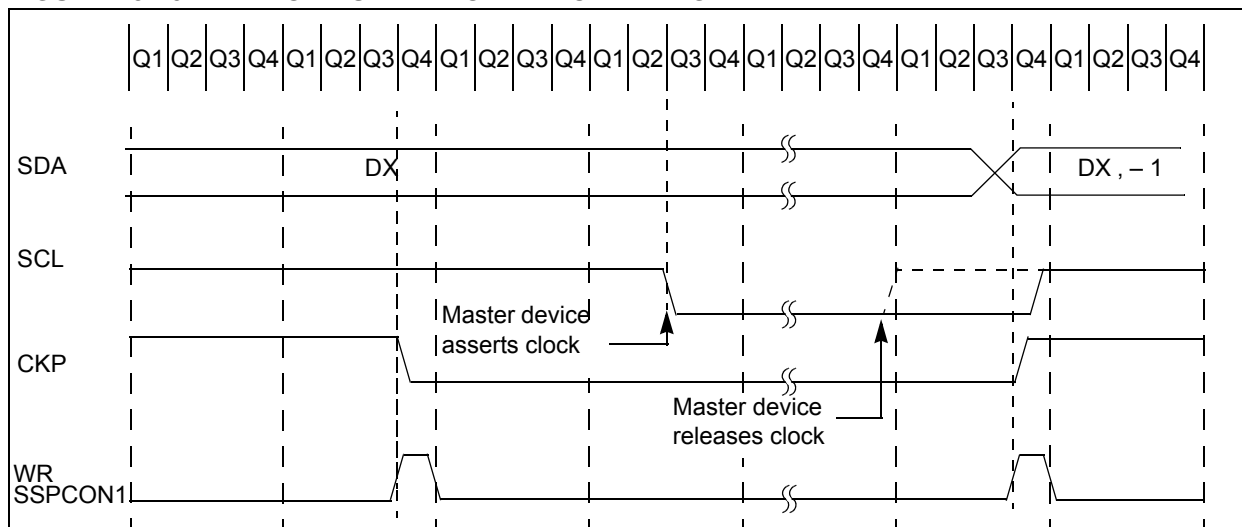 Q1 Q2 Q3 Q4 Q1 Q2 Q3 Q4 Q1 Q2 Q3 Q4 Q1 Q2 Q3 Q4 Q1 Q2 Q3 Q4 Q1 Q2 Q3 Q4 Q1 Q2 Q3 Q4
SDA
DX
DX , – 1
SCL
Master device
asserts clock
CKP
Master device
releases clock
WR
SSPCON1